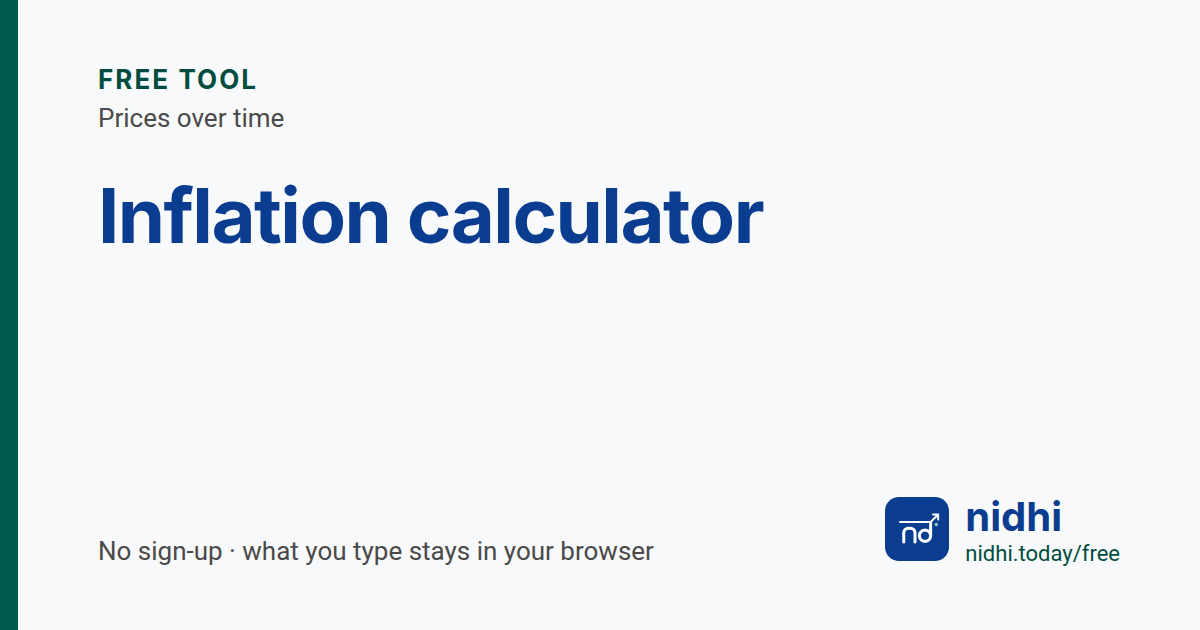 FREE TOOL
Prices over time
Inflation calculator
No sign-up · what you type stays in your browser
nd
nidhi
nidhi.today/free